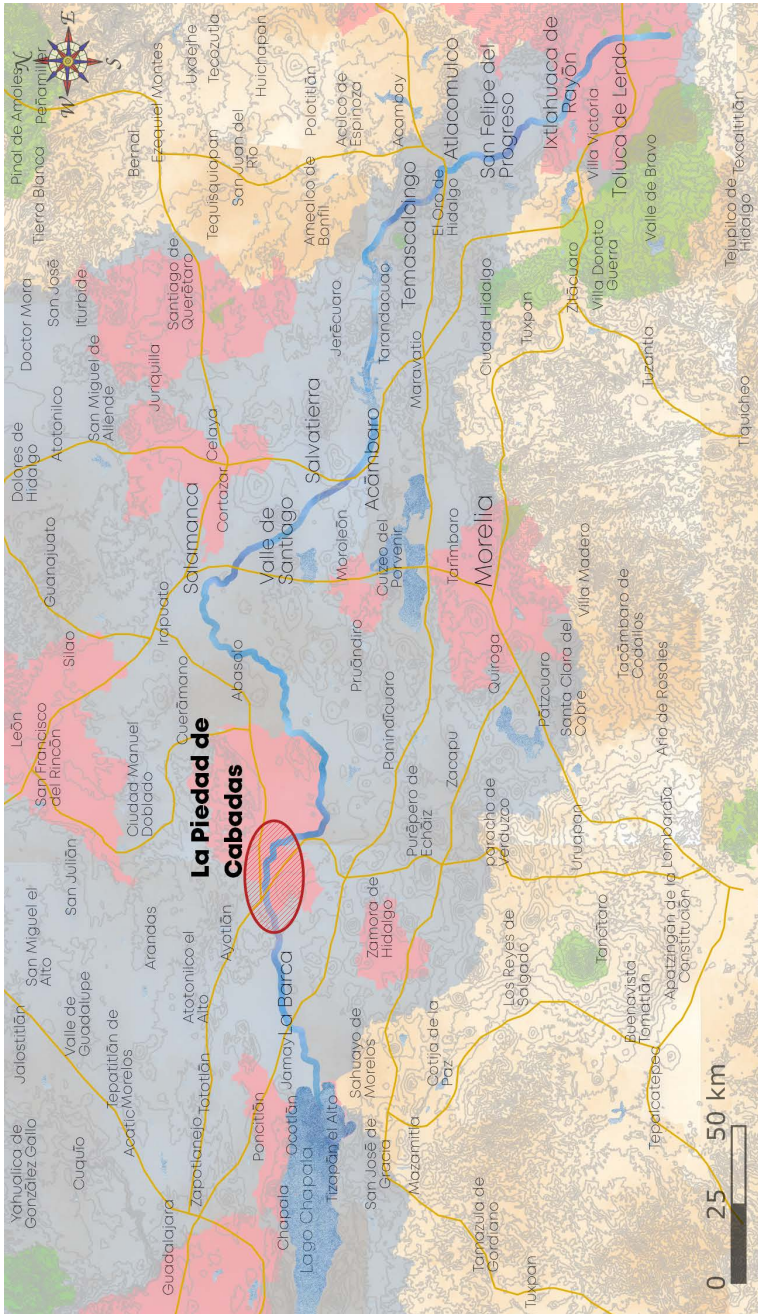 Yahualica de
González Gallo
Jalostitlán
San Miguel el
Alto
León
San Francisco
del Rincón
Dolores de
Hidalgo
Doctor Mora
Pinal de Amoles
Peñamiller
Tierra Blanca
N
E
S
W
Cuquío
Valle de
Guadalupe
San Julián
Silao
Guanajuato
Atotonilco
San José
Iturbide
San Miguel de
Allende
Tepatitlán de
Morelos
Acatic
Arandas
Ciudad Manuel
Doblado
Bernal
Ezequiel Montes
Guadalajara
Zapotlanejo
Tototlán
Atotonilco el
Alto
Ayotlán
La Piedad de
Cabadas
Cuerámano
Irapuato
Salamanca
Juriquilla
Santiago de
Querétaro
Uxdejhe
Tecozutla
Celaya
Cortazar
Tequisquiapan
San Juan del
Río
Huichapan
Abasolo
Poncitlán
Chapala
Ocotlán
Jamay
La Barca
Valle de
Santiago
Salvatierra
Amealco de
Bonfil
Polotitlán
Lago Chapala
Tizapán el Alto
Jerécuaro
Aculco de
Espinoza
Moroleón
Sahuayo de
Morelos
Zamora de
Hidalgo
Pruándiro
Cuizeo del
Porvenir
Acámbaro
Tarandacuao
Temascalcingo
Acambay
San José de
Gracia
Panindícuaro
Purépero de
Echáiz
Maravatío
El Oro de
Hidalgo
Atlacomulco
Mazamitla
Cotija de la
Paz
Zacapu
Tarímbaro
Morelia
Ciudad Hidalgo
San Felipe del
Progreso
Tamazula de
Gordiano
Los Reyes de
Salgado
Paracho de
Verduzco
Quiroga
Tuxpan
Ixtlahuaca de
Rayón
Tuxpan
Pátzcuaro
Santa Clara del
Cobre
Villa Madero
Zitácuaro
Villa Donato
Guerra
Villa Victoria
Toluca de Lerdo
Tancítaro
Uruapan
Tacámbaro de
Codallos
Buenavista
Tomatlán
Ario de Rosales
Tuzantla
Valle de Bravo
Tepalcatepec
Apatzingán de la
Constitución
Lombardía
Tiquicheo
Tejupilco de
Hidalgo
Texcaltitlán
0
25
50 km